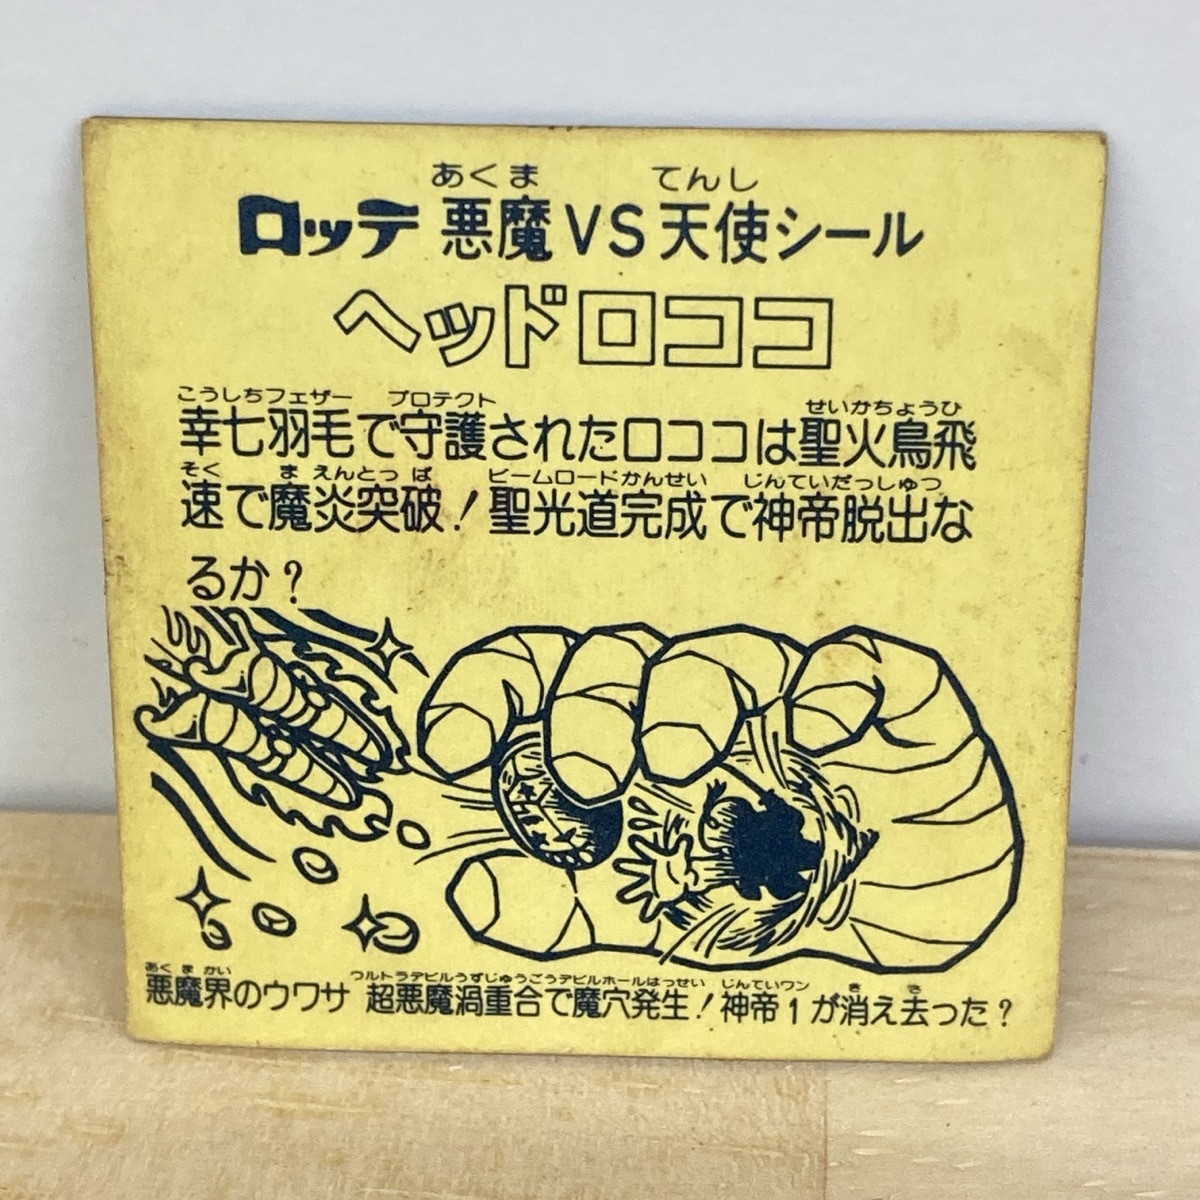 あくま てんし
ロッテ 悪魔VS天使シール
ヘッドロココ
こうしちフェザー プロテクト せいかちょうひ
幸七羽毛で守護されたロココは聖火鳥飛
そく ま えんとっ ぱ ビームロードかんせい じんていだっしゅつ
速で魔炎突破！聖光道完成で神帝脱出な
るか？
あく ま かい ウルトラデビルうずじゅうごうデビルホールはっせい じんていワン き さ
悪魔界のウワサ 超悪魔渦重合で魔穴発生！神帝1が消え去った？